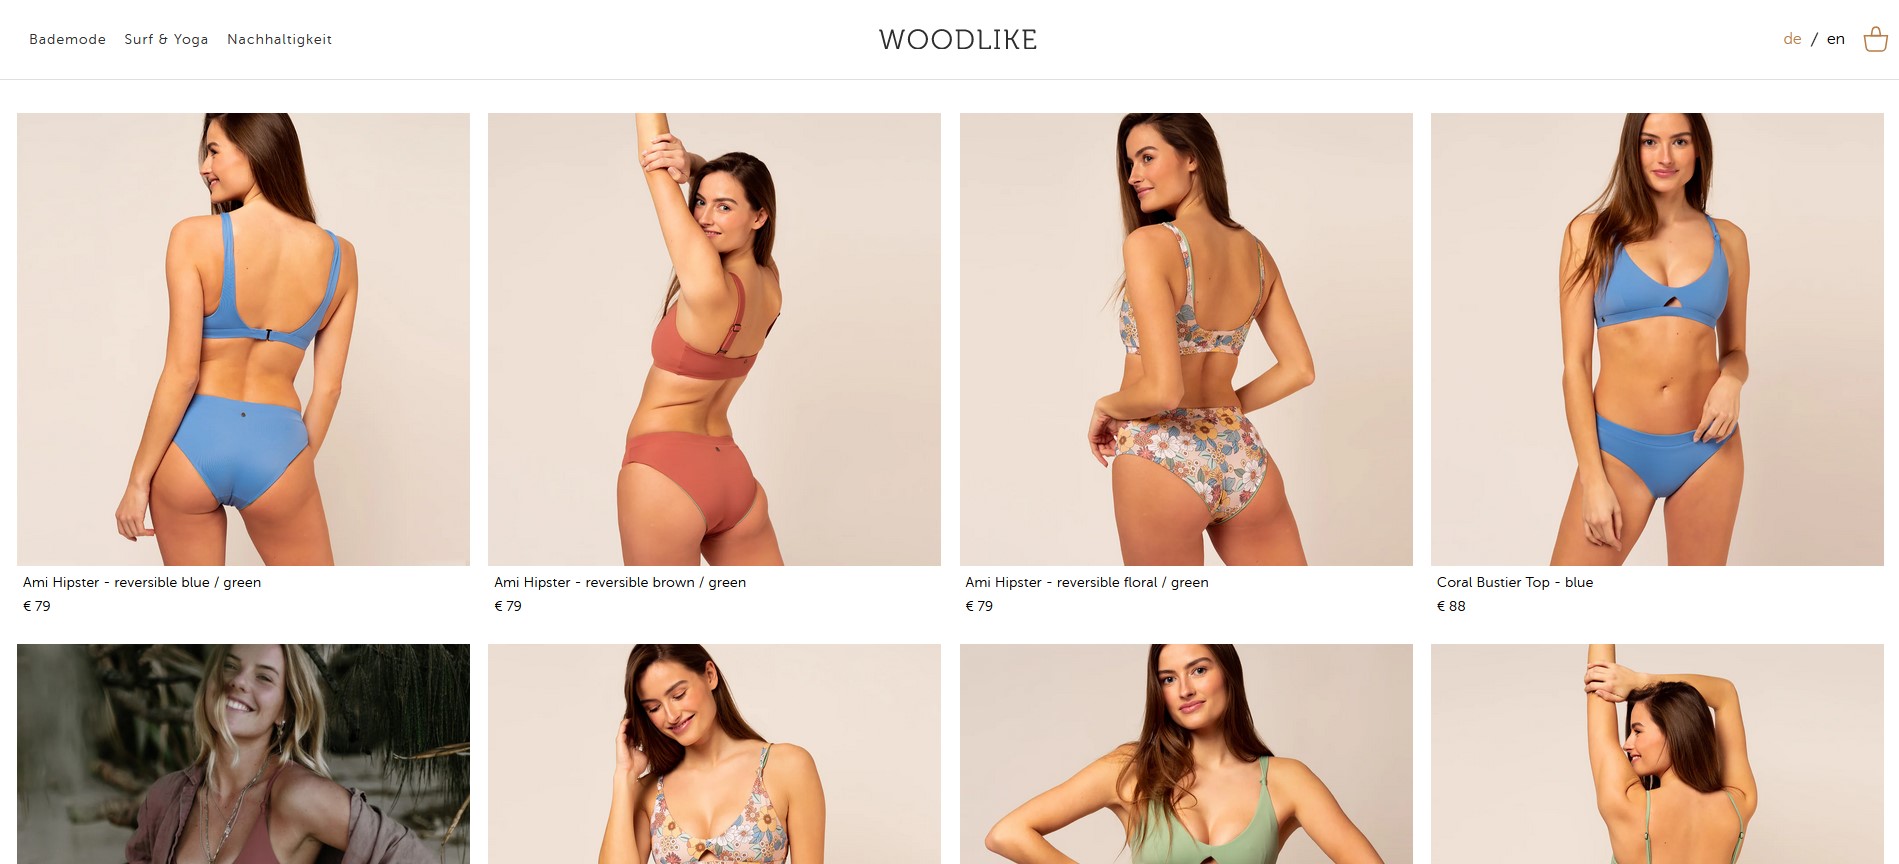 Bademode Surf & Yoga Nachhaltigkeit WOODLIKE de / en
Ami Hipster - reversible blue / green
€ 79
Ami Hipster - reversible brown / green
€ 79
Ami Hipster - reversible floral / green
€ 79
Coral Bustier Top - blue
€ 88